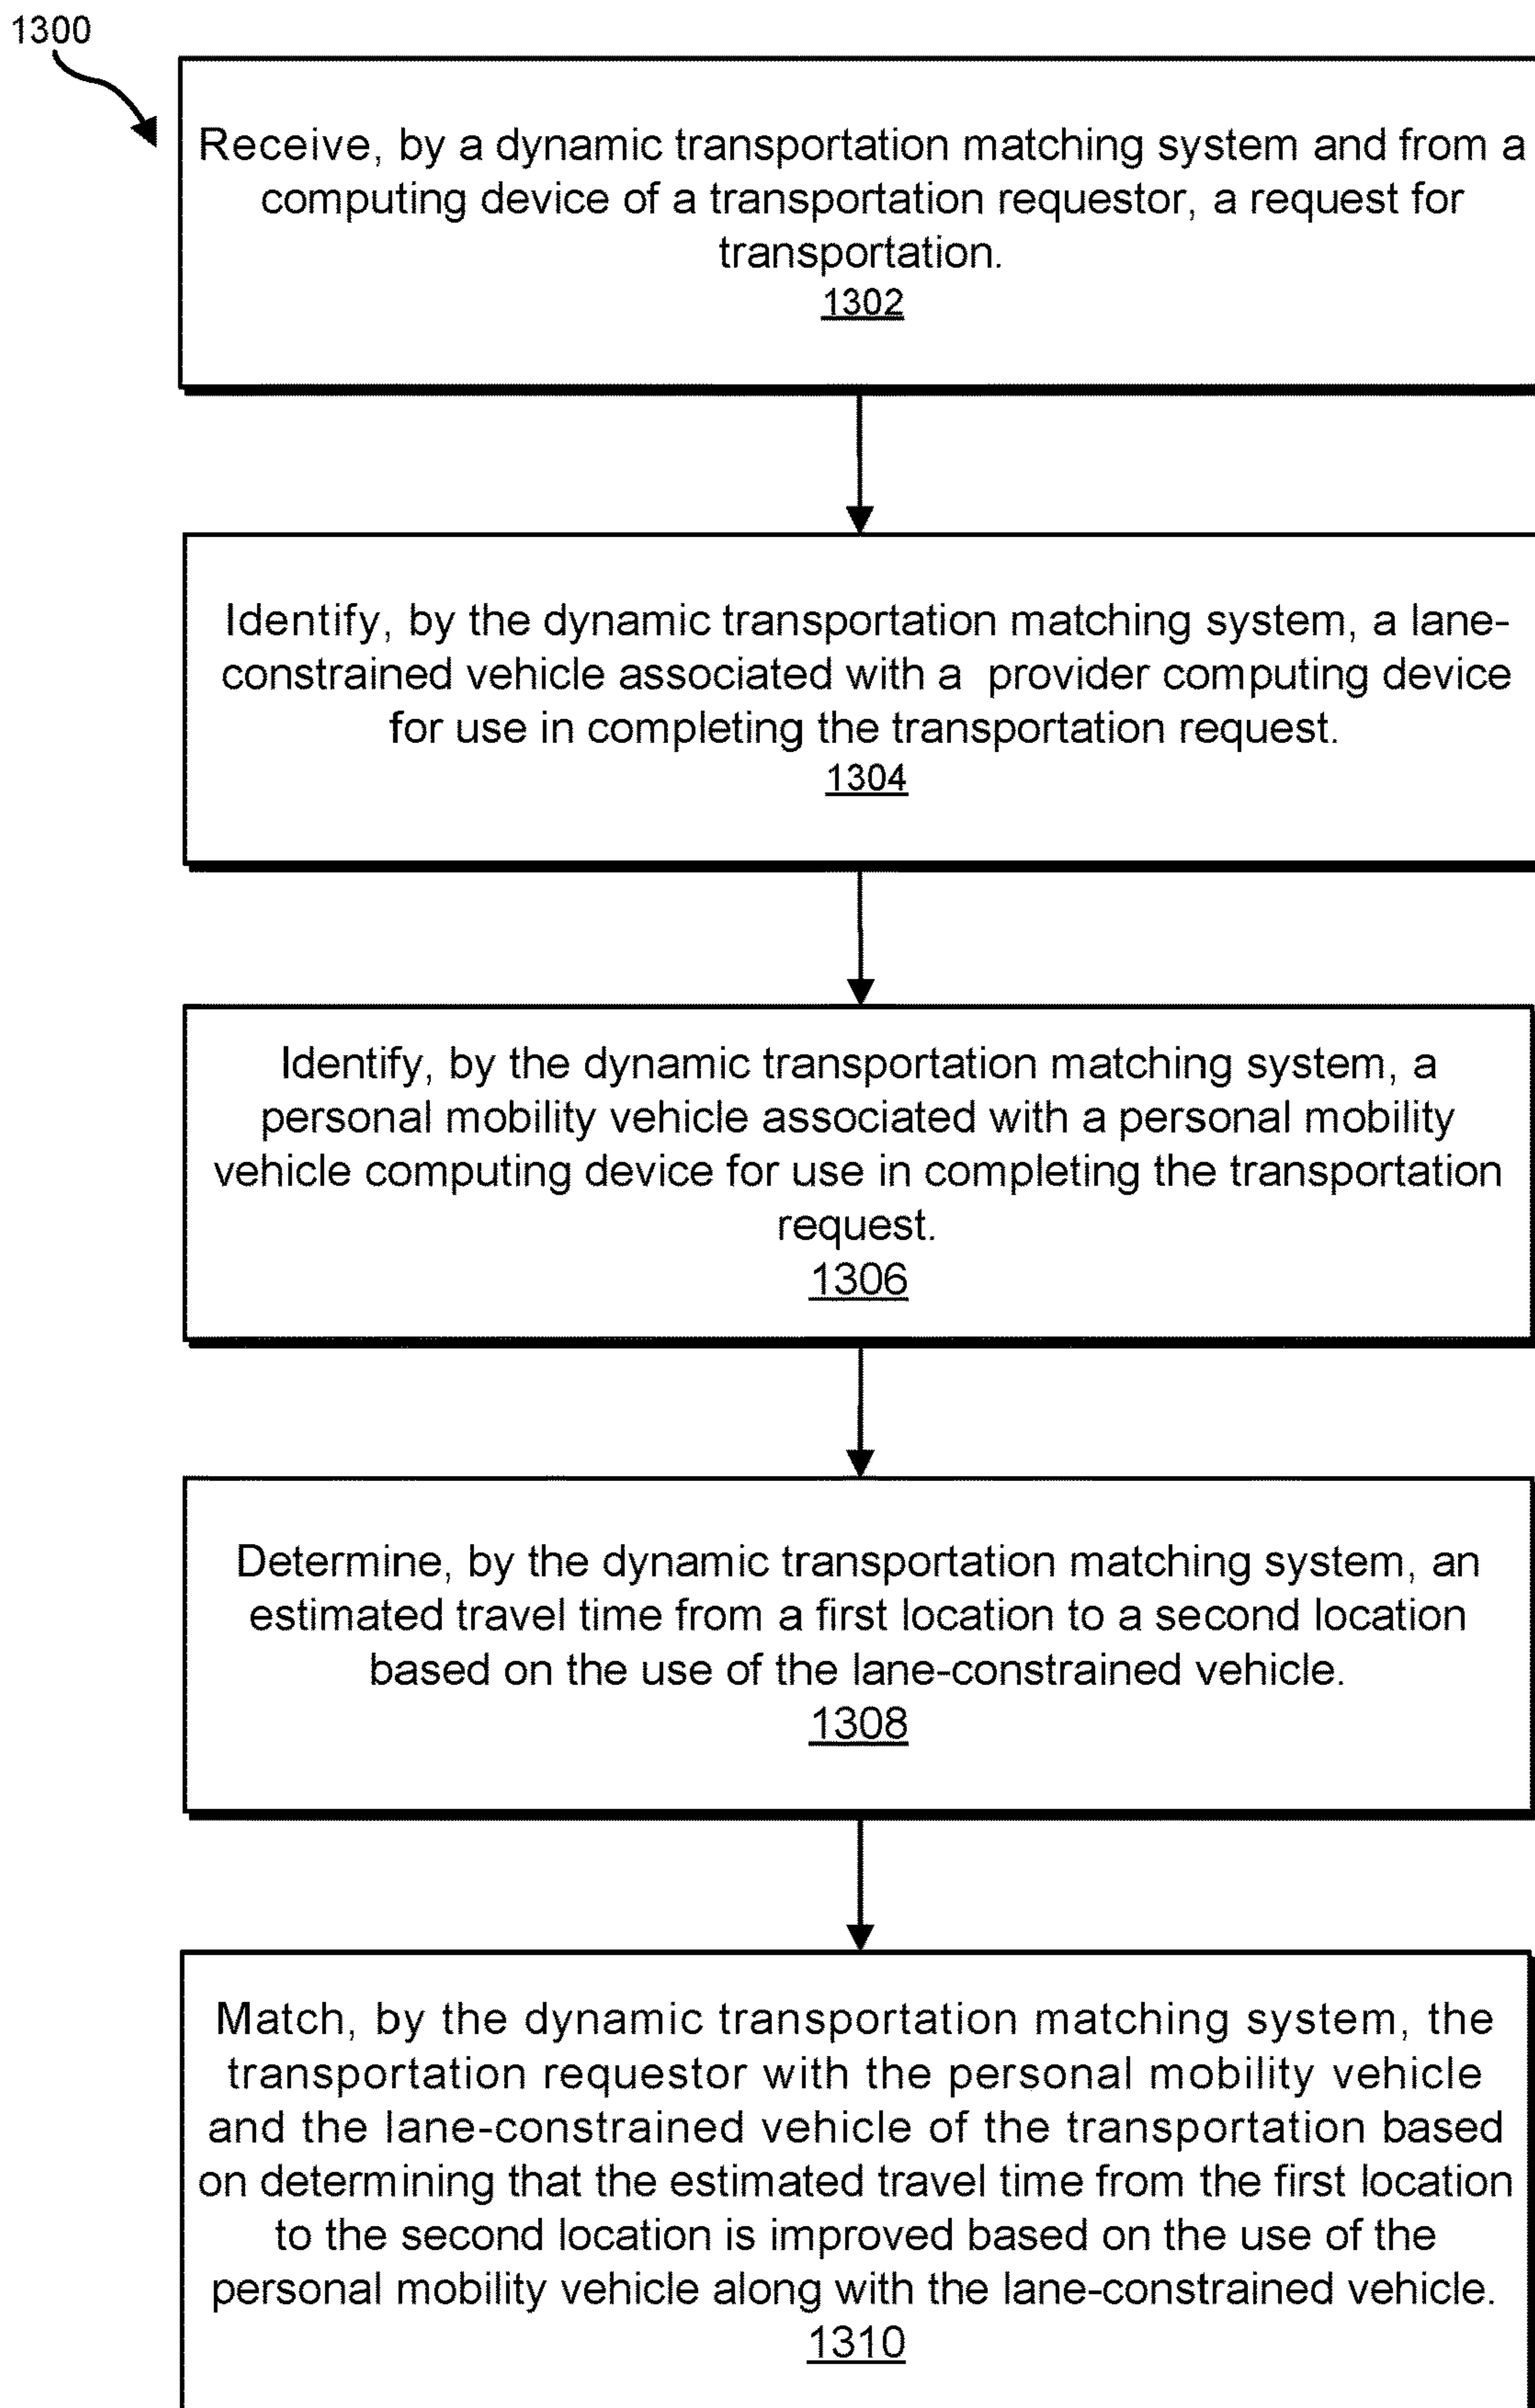 1300
Receive, by a dynamic transportation matching system and from a
computing device of a transportation requestor, a request for
transportation.
1302
Identify, by the dynamic transportation matching system, a lane-
constrained vehicle associated with a provider computing device
for use in completing the transportation request.
1304
Identify, by the dynamic transportation matching system, a
personal mobility vehicle associated with a personal mobility
vehicle computing device for use in completing the transportation
request.
1306
Determine, by the dynamic transportation matching system, an
estimated travel time from a first location to a second location
based on the use of the lane-constrained vehicle.
1308
Match, by the dynamic transportation matching system, the
transportation requestor with the personal mobility vehicle
and the lane-constrained vehicle of the transportation based
on determining that the estimated travel time from the first location
to the second location is improved based on the use of the
personal mobility vehicle along with the lane-constrained vehicle.
1310